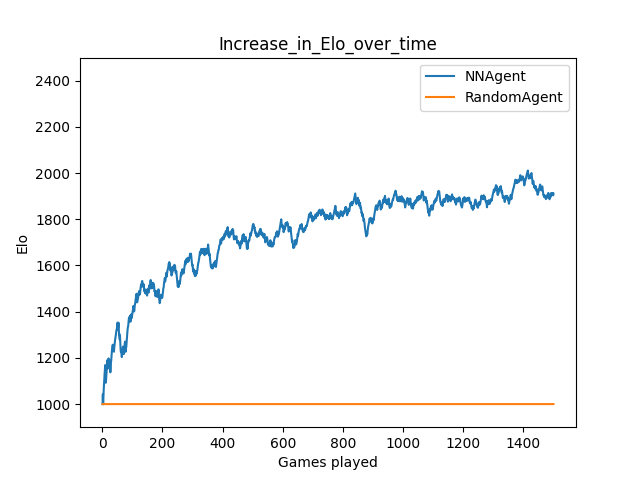 Increase_in_Elo_over_time
NNAgent
RandomAgent
2400
2200
2000
1800
1600
1400
1200
1000
Elo
0 200 400 600 800 1000 1200 1400
Games played